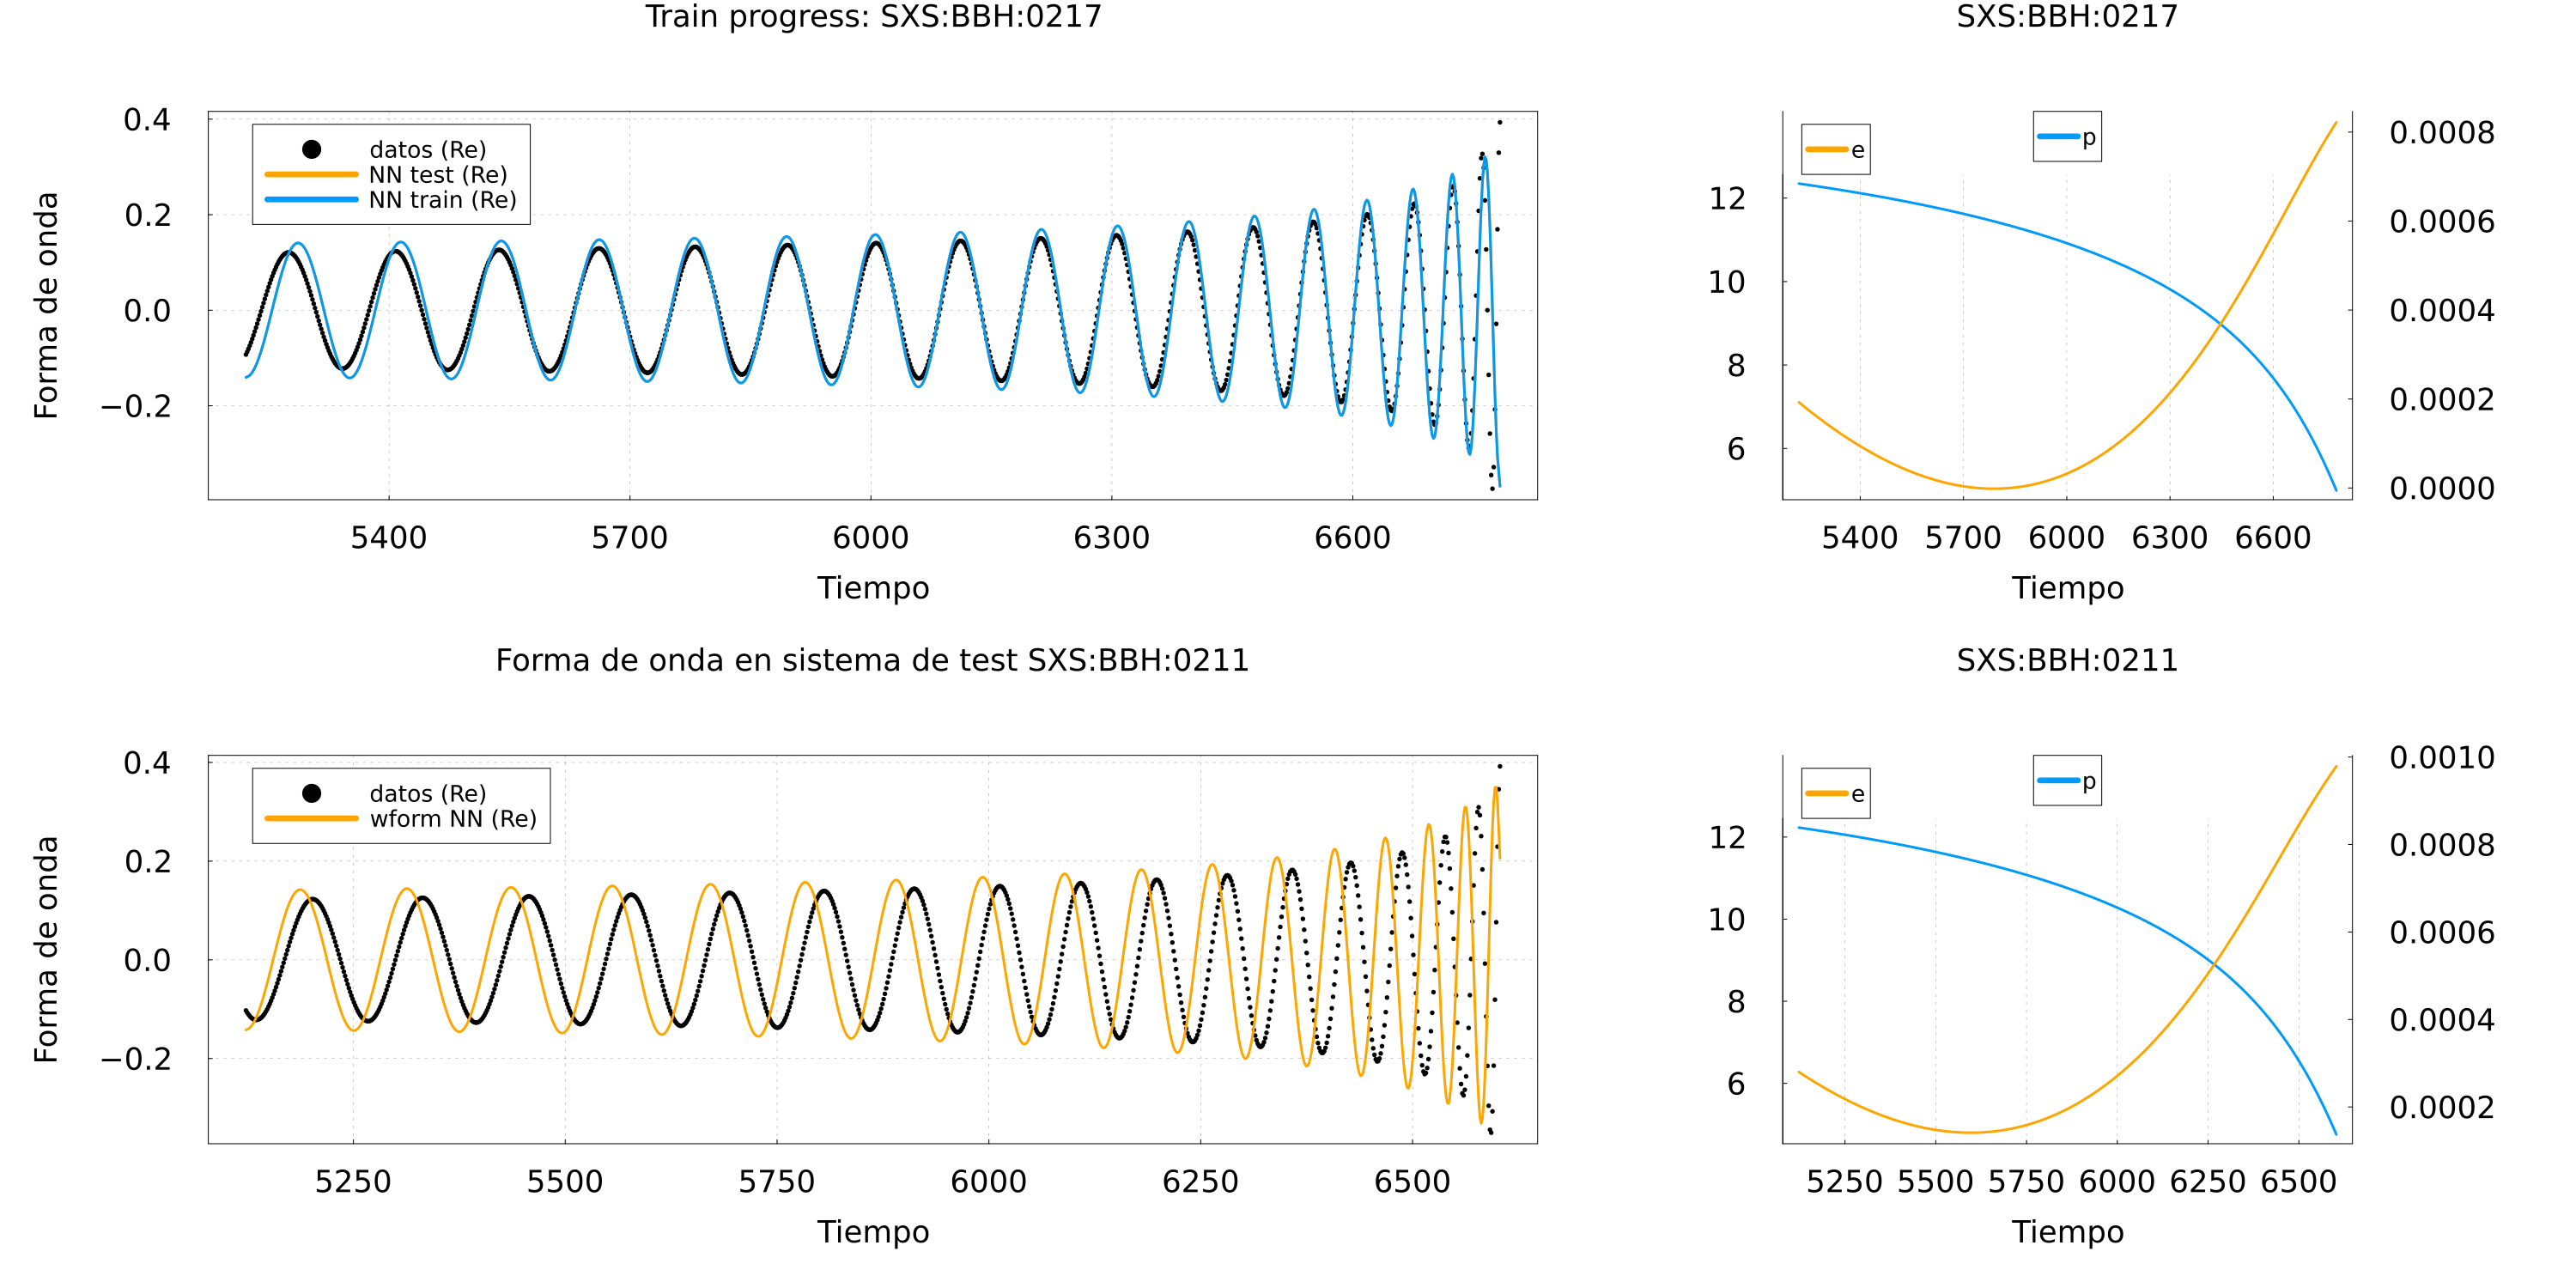 Train progress: SXS:BBH:0217
Forma de onda
0.4
0.2
0.0
−0.2
datos (Re)
NN test (Re)
NN train (Re)
5400 5700 6000 6300 6600
Tiempo
SXS:BBH:0217
12
10
8
6
e
p
0.0008
0.0006
0.0004
0.0002
0.0000
5400 5700 6000 6300 6600
Tiempo
Forma de onda en sistema de test SXS:BBH:0211
Forma de onda
0.4
0.2
0.0
−0.2
datos (Re)
wform NN (Re)
5250 5500 5750 6000 6250 6500
Tiempo
SXS:BBH:0211
12
10
8
6
e
p
0.0010
0.0008
0.0006
0.0004
0.0002
5250 5500 5750 6000 6250 6500
Tiempo